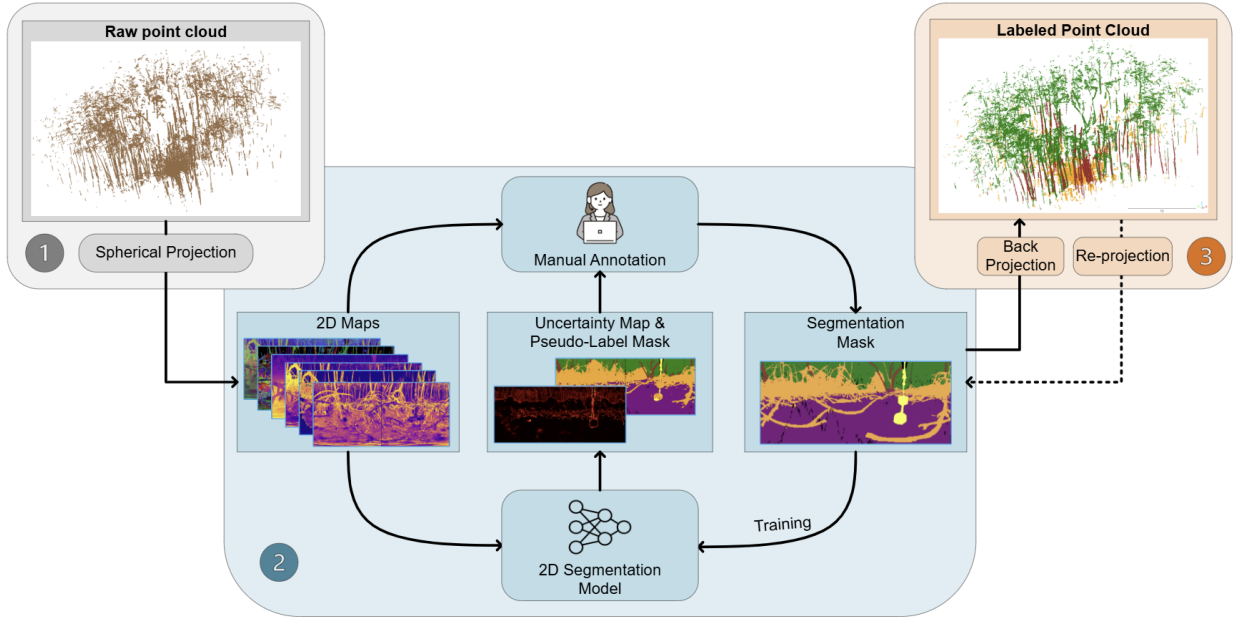 Raw point cloud
1
Spherical Projection
Labeled Point Cloud
Back
Projection
Re-projection
3
Manual Annotation
2D Maps
Uncertainty Map &
Pseudo-Label Mask
Segmentation
Mask
Training
2D Segmentation
Model
2